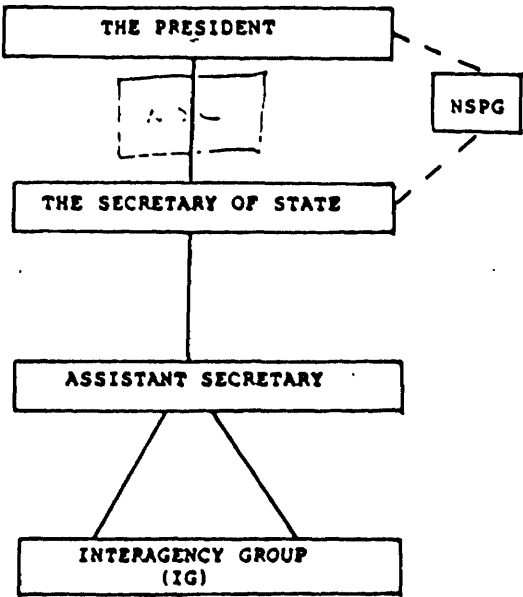 THE PRESIDENT
NSPG
THE SECRETARY OF STATE
ASSISTANT SECRETARY
INTERAGENCY GROUP
(IG)